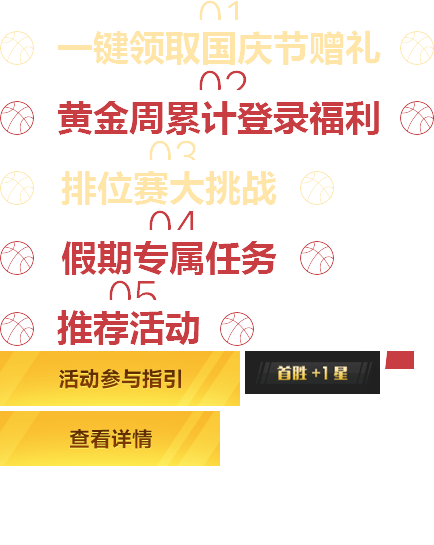 01
一键领取国庆节赠礼
02
黄金周累计登录福利
03
排位赛大挑战
04
假期专属任务
05
推荐活动
活动参与指引
首胜+1星
查看详情